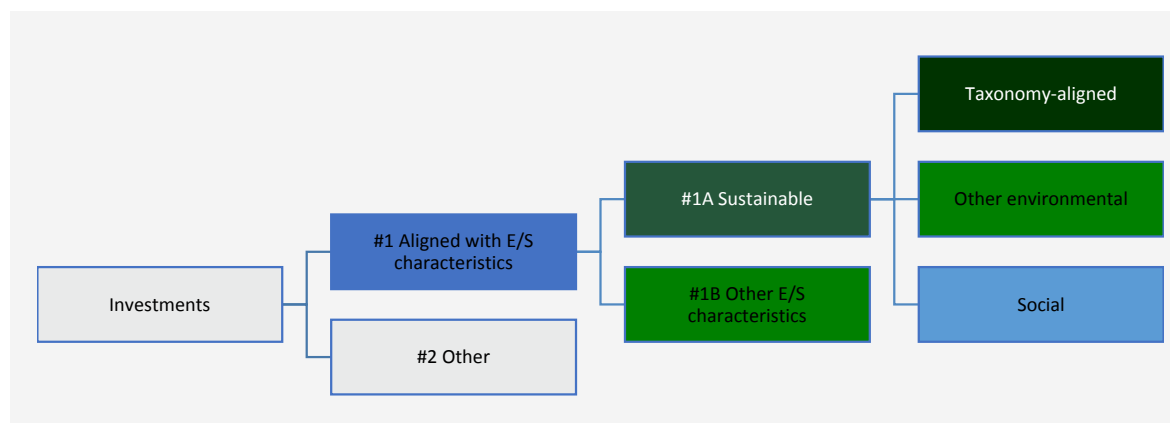 Taxonomy-aligned
#1A Sustainable
Other environmental
#1 Aligned with E/S
characteristics
Investments
#1B Other E/S
characteristics
Social
#2 Other